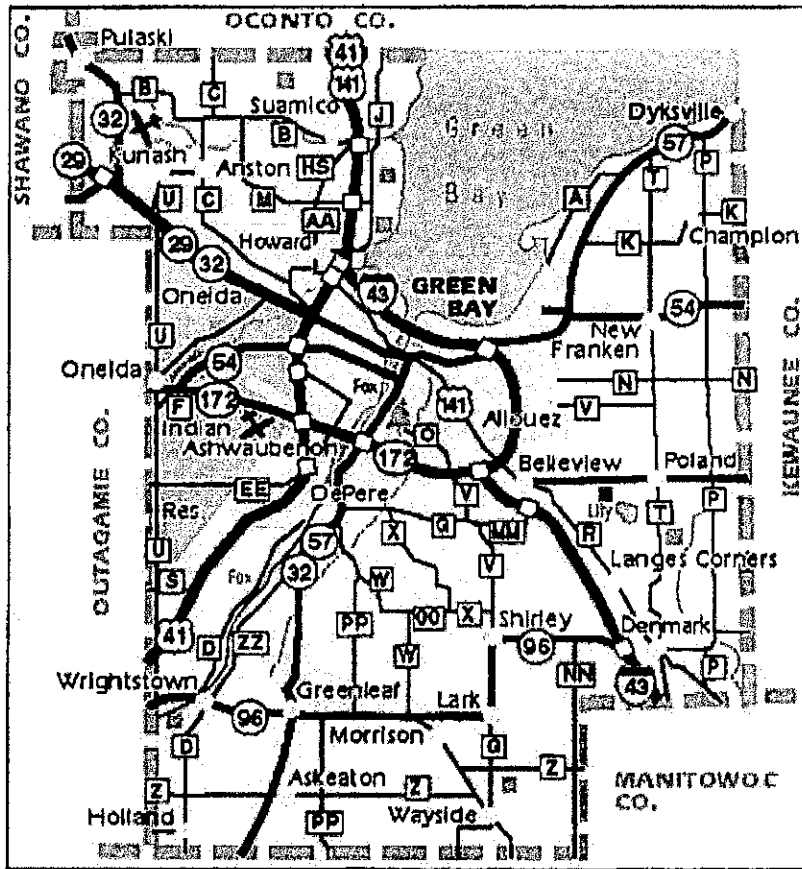 OCONTO CO.
SHAWANO CO.
Pulaski
41
141
B
C
Suamico
J
Green
Dyksville
32
B
57
P
Kunash
Anston
HS
29
T
U
C
M
Bay
A
K
AA
K
Champion
Howard
29
32
43
GREEN
BAY
54
Oneida
New
Franken
U
KEWAUNEE CO.
Oneida
54
Fox
N
N
F
172
141
V
Indian
O
Allouez
Ashwaubenon
172
Belleview
Poland
EE
DePere
V
Lily
P
Res
X
G
MM
T
57
R
OUTAGAMIE CO.
U
32
V
Langes Corners
S
Fox
W
PP
OO
X
Shirley
Denmark
41
D
ZZ
W
96
NN
P
Wrightstown
Greenleaf
Lark
43
96
D
Morrison
G
Askeaton
Z
MANITOWOC
CO.
Z
Z
Holland
PP
Wayside